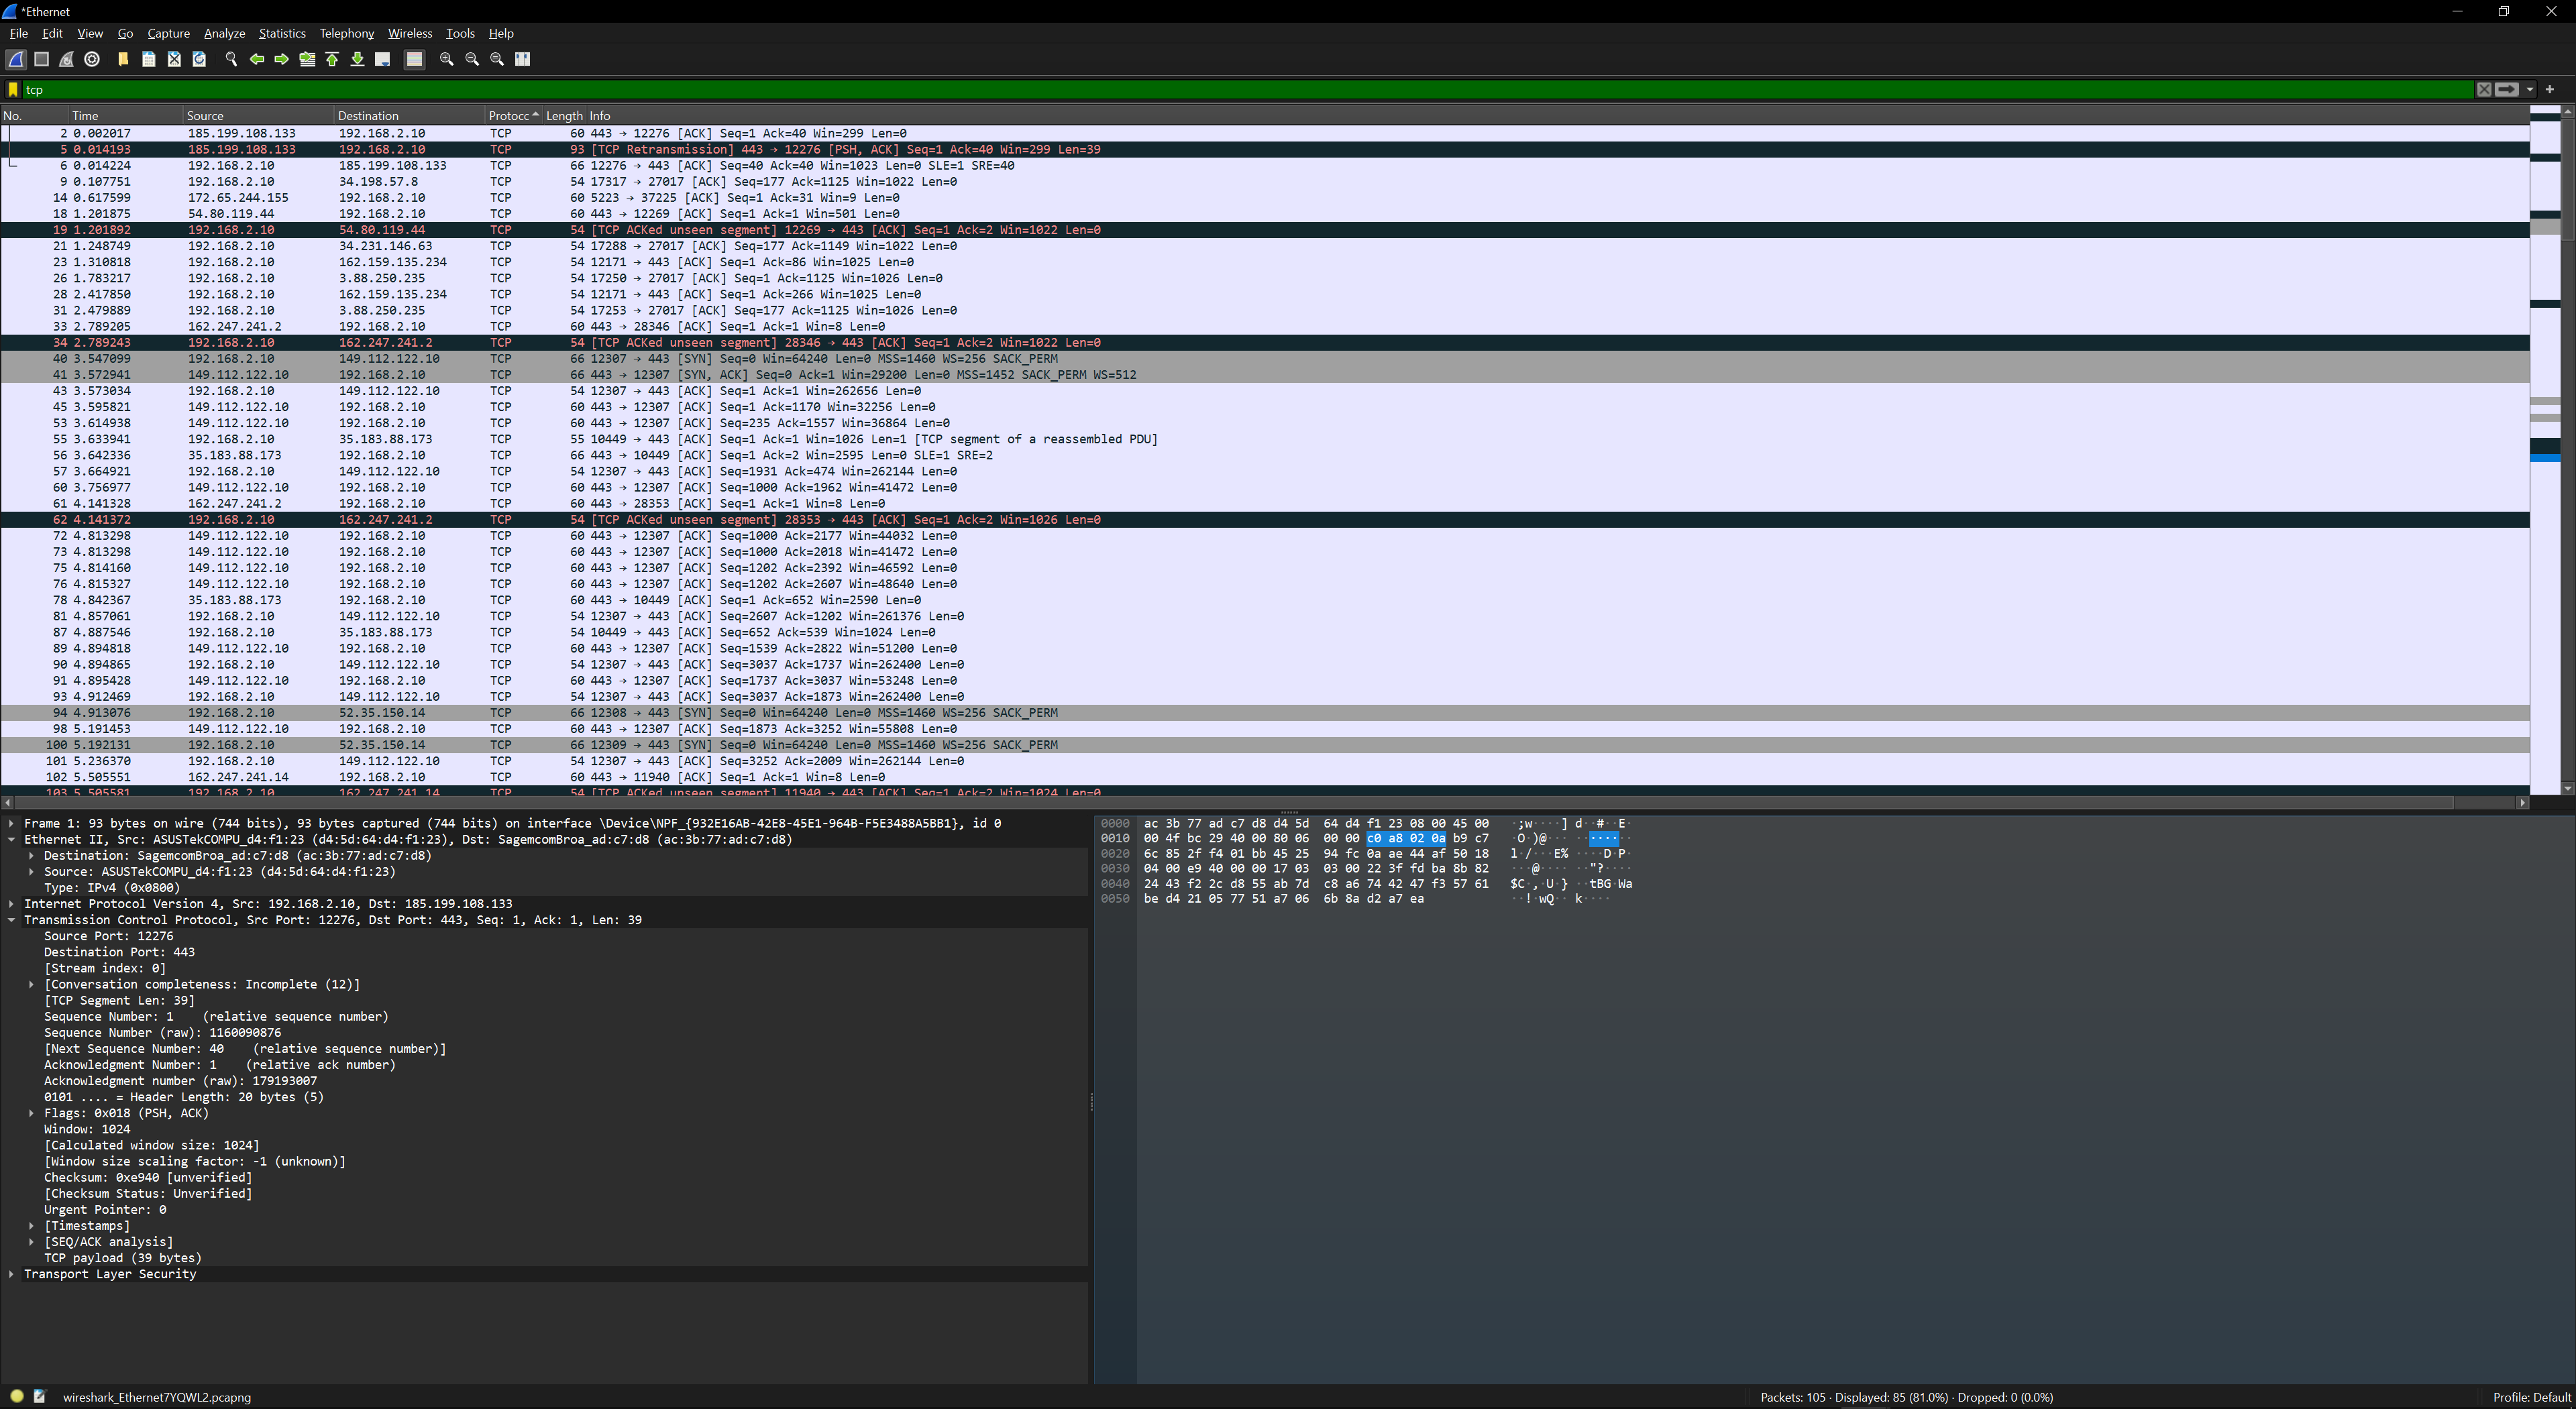 *Ethernet
File Edit View Go Capture Analyze Statistics Telephony Wireless Tools Help
tcp
No. Time Source Destination Protocc Length Info
2 0.002017 185.199.108.133 192.168.2.10 TCP 60 443 → 12276 [ACK] Seq=1 Ack=40 Win=299 Len=0
5 0.014193 185.199.108.133 192.168.2.10 TCP 93 [TCP Retransmission] 443 → 12276 [PSH, ACK] Seq=1 Ack=40 Win=299 Len=39
6 0.014224 192.168.2.10 185.199.108.133 TCP 66 12276 → 443 [ACK] Seq=40 Ack=40 Win=1023 Len=0 SLE=1 SRE=40
9 0.107751 192.168.2.10 34.198.57.8 TCP 54 17317 → 27017 [ACK] Seq=177 Ack=1125 Win=1022 Len=0
14 0.617599 172.65.244.155 192.168.2.10 TCP 60 5223 → 37225 [ACK] Seq=1 Ack=31 Win=9 Len=0
18 1.201875 54.80.119.44 192.168.2.10 TCP 60 443 → 12269 [ACK] Seq=1 Ack=1 Win=501 Len=0
19 1.201892 192.168.2.10 54.80.119.44 TCP 54 [TCP ACKed unseen segment] 12269 → 443 [ACK] Seq=1 Ack=2 Win=1022 Len=0
21 1.248749 192.168.2.10 34.231.146.63 TCP 54 17288 → 27017 [ACK] Seq=177 Ack=1149 Win=1022 Len=0
23 1.310818 192.168.2.10 162.159.135.234 TCP 54 12171 → 443 [ACK] Seq=1 Ack=86 Win=1025 Len=0
26 1.783217 192.168.2.10 3.88.250.235 TCP 54 17250 → 27017 [ACK] Seq=1 Ack=1125 Win=1026 Len=0
28 2.417850 192.168.2.10 162.159.135.234 TCP 54 12171 → 443 [ACK] Seq=1 Ack=266 Win=1025 Len=0
31 2.479889 192.168.2.10 3.88.250.235 TCP 54 17253 → 27017 [ACK] Seq=177 Ack=1125 Win=1026 Len=0
33 2.789205 162.247.241.2 192.168.2.10 TCP 60 443 → 28346 [ACK] Seq=1 Ack=1 Win=8 Len=0
34 2.789243 192.168.2.10 162.247.241.2 TCP 54 [TCP ACKed unseen segment] 28346 → 443 [ACK] Seq=1 Ack=2 Win=1022 Len=0
40 3.547099 192.168.2.10 149.112.122.10 TCP 66 12307 → 443 [SYN] Seq=0 Win=64240 Len=0 MSS=1460 WS=256 SACK_PERM
41 3.572941 149.112.122.10 192.168.2.10 TCP 66 443 → 12307 [SYN, ACK] Seq=0 Ack=1 Win=29200 Len=0 MSS=1452 SACK_PERM WS=512
43 3.573034 192.168.2.10 149.112.122.10 TCP 54 12307 → 443 [ACK] Seq=1 Ack=1 Win=262656 Len=0
45 3.595821 149.112.122.10 192.168.2.10 TCP 60 443 → 12307 [ACK] Seq=1 Ack=1170 Win=32256 Len=0
53 3.614938 149.112.122.10 192.168.2.10 TCP 60 443 → 12307 [ACK] Seq=235 Ack=1557 Win=36864 Len=0
55 3.633941 192.168.2.10 35.183.88.173 TCP 55 10449 → 443 [ACK] Seq=1 Ack=1 Win=1026 Len=1 [TCP segment of a reassembled PDU]
56 3.642336 35.183.88.173 192.168.2.10 TCP 66 443 → 10449 [ACK] Seq=1 Ack=2 Win=2595 Len=0 SLE=1 SRE=2
57 3.664921 192.168.2.10 149.112.122.10 TCP 54 12307 → 443 [ACK] Seq=1931 Ack=474 Win=262144 Len=0
60 3.756977 149.112.122.10 192.168.2.10 TCP 60 443 → 12307 [ACK] Seq=1000 Ack=1962 Win=41472 Len=0
61 4.141328 162.247.241.2 192.168.2.10 TCP 60 443 → 28353 [ACK] Seq=1 Ack=1 Win=8 Len=0
62 4.141372 192.168.2.10 162.247.241.2 TCP 54 [TCP ACKed unseen segment] 28353 → 443 [ACK] Seq=1 Ack=2 Win=1026 Len=0
72 4.813298 149.112.122.10 192.168.2.10 TCP 60 443 → 12307 [ACK] Seq=1000 Ack=2177 Win=44032 Len=0
73 4.813298 149.112.122.10 192.168.2.10 TCP 60 443 → 12307 [ACK] Seq=1000 Ack=2018 Win=41472 Len=0
75 4.814160 149.112.122.10 192.168.2.10 TCP 60 443 → 12307 [ACK] Seq=1202 Ack=2392 Win=46592 Len=0
76 4.815327 149.112.122.10 192.168.2.10 TCP 60 443 → 12307 [ACK] Seq=1202 Ack=2607 Win=48640 Len=0
78 4.842367 35.183.88.173 192.168.2.10 TCP 60 443 → 10449 [ACK] Seq=1 Ack=652 Win=2590 Len=0
81 4.857061 192.168.2.10 149.112.122.10 TCP 54 12307 → 443 [ACK] Seq=2607 Ack=1202 Win=261376 Len=0
87 4.887546 192.168.2.10 35.183.88.173 TCP 54 10449 → 443 [ACK] Seq=652 Ack=539 Win=1024 Len=0
89 4.894818 149.112.122.10 192.168.2.10 TCP 60 443 → 12307 [ACK] Seq=1539 Ack=2822 Win=51200 Len=0
90 4.894865 192.168.2.10 149.112.122.10 TCP 54 12307 → 443 [ACK] Seq=3037 Ack=1737 Win=262400 Len=0
91 4.895428 149.112.122.10 192.168.2.10 TCP 60 443 → 12307 [ACK] Seq=1737 Ack=3037 Win=53248 Len=0
93 4.912469 192.168.2.10 149.112.122.10 TCP 54 12307 → 443 [ACK] Seq=3037 Ack=1873 Win=262400 Len=0
94 4.913076 192.168.2.10 52.35.150.14 TCP 66 12308 → 443 [SYN] Seq=0 Win=64240 Len=0 MSS=1460 WS=256 SACK_PERM
98 5.191453 149.112.122.10 192.168.2.10 TCP 60 443 → 12307 [ACK] Seq=1873 Ack=3252 Win=55808 Len=0
100 5.192131 192.168.2.10 52.35.150.14 TCP 66 12309 → 443 [SYN] Seq=0 Win=64240 Len=0 MSS=1460 WS=256 SACK_PERM
101 5.236370 192.168.2.10 149.112.122.10 TCP 54 12307 → 443 [ACK] Seq=3252 Ack=2009 Win=262144 Len=0
102 5.505551 162.247.241.14 192.168.2.10 TCP 60 443 → 11940 [ACK] Seq=1 Ack=1 Win=8 Len=0
103 5.505581 192.168.2.10 162.247.241.14 TCP 54 [TCP ACKed unseen segment] 11940 → 443 [ACK] Seq=1 Ack=2 Win=1024 Len=0
Frame 1: 93 bytes on wire (744 bits), 93 bytes captured (744 bits) on interface \Device\NPF_{932E16AB-42E8-45E1-964B-F5E3488A5BB1}, id 0
Ethernet II, Src: ASUSTekCOMPU_d4:f1:23 (d4:5d:64:d4:f1:23), Dst: SagemcomBroa_ad:c7:d8 (ac:3b:77:ad:c7:d8)
Destination: SagemcomBroa_ad:c7:d8 (ac:3b:77:ad:c7:d8)
Source: ASUSTekCOMPU_d4:f1:23 (d4:5d:64:d4:f1:23)
Type: IPv4 (0x0800)
Internet Protocol Version 4, Src: 192.168.2.10, Dst: 185.199.108.133
Transmission Control Protocol, Src Port: 12276, Dst Port: 443, Seq: 1, Ack: 1, Len: 39
Source Port: 12276
Destination Port: 443
[Stream index: 0]
[Conversation completeness: Incomplete (12)]
[TCP Segment Len: 39]
Sequence Number: 1 (relative sequence number)
Sequence Number (raw): 1160090876
[Next Sequence Number: 40 (relative sequence number)]
Acknowledgment Number: 1 (relative ack number)
Acknowledgment number (raw): 179193007
0101 .... = Header Length: 20 bytes (5)
Flags: 0x018 (PSH, ACK)
Window: 1024
[Calculated window size: 1024]
[Window size scaling factor: -1 (unknown)]
Checksum: 0xe940 [unverified]
[Checksum Status: Unverified]
Urgent Pointer: 0
[Timestamps]
[SEQ/ACK analysis]
TCP payload (39 bytes)
Transport Layer Security
0000 ac 3b 77 ad c7 d8 d4 5d 64 d4 f1 23 08 00 45 00 ·;w····] d··#··E·
0010 00 4f bc 29 40 00 80 06 00 00 c0 a8 02 0a b9 c7 ·O·)@··· ········
0020 6c 85 2f f4 01 bb 45 25 94 fc 0a ae 44 af 50 18 l·/···E% ····D·P·
0030 04 00 e9 40 00 00 17 03 03 00 22 3f fd ba 8b 82 ···@···· ··"?····
0040 24 43 f2 2c d8 55 ab 7d c8 a6 74 42 47 f3 57 61 $C·,·U·} ··tBG·Wa
0050 be d4 21 05 77 51 a7 06 6b 8a d2 a7 ea ··!·wQ·· k····
wireshark_Ethernet7YQWL2.pcapng
Packets: 105 · Displayed: 85 (81.0%) · Dropped: 0 (0.0%)
Profile: Default